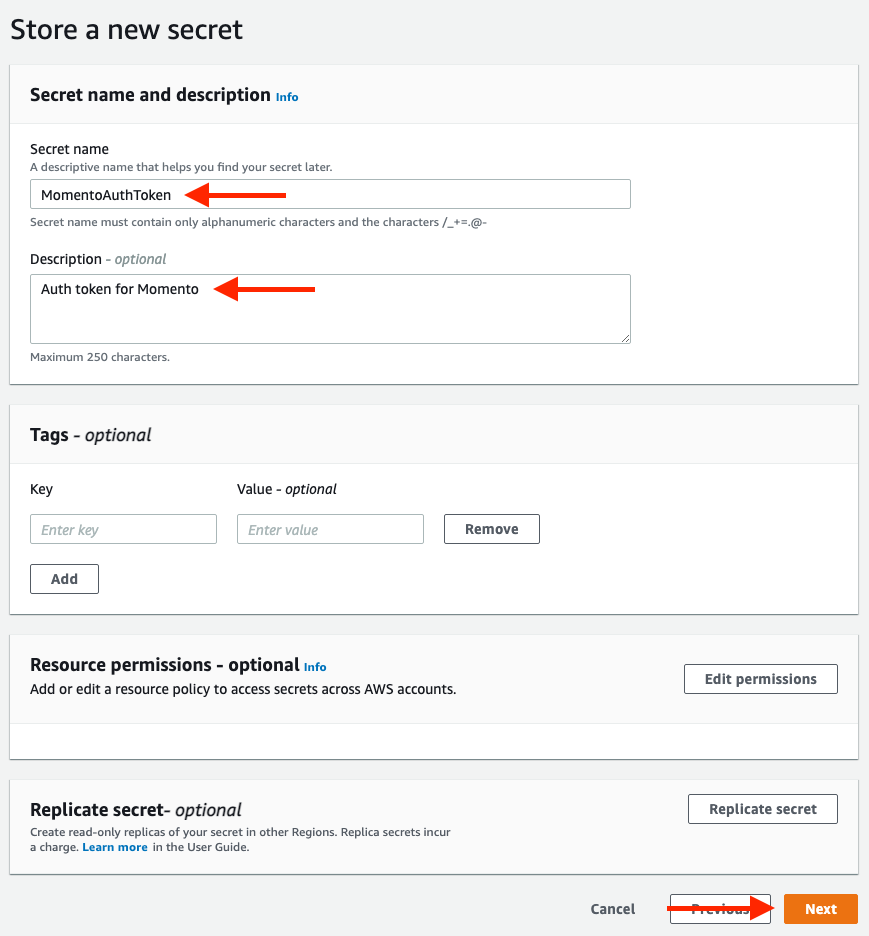 Store a new secret
Secret name and description Info
Secret name
A descriptive name that helps you find your secret later.
MomentoAuthToken
Secret name must contain only alphanumeric characters and the characters /_+=.@-
Description - optional
Auth token for Momento
Maximum 250 characters.
Tags - optional
Key Value - optional
Enter key Enter value Remove
Add
Resource permissions - optional Info
Add or edit a resource policy to access secrets across AWS accounts.
Edit permissions
Replicate secret- optional
Create read-only replicas of your secret in other Regions. Replica secrets incur
a charge. Learn more in the User Guide.
Replicate secret
Cancel Previous Next